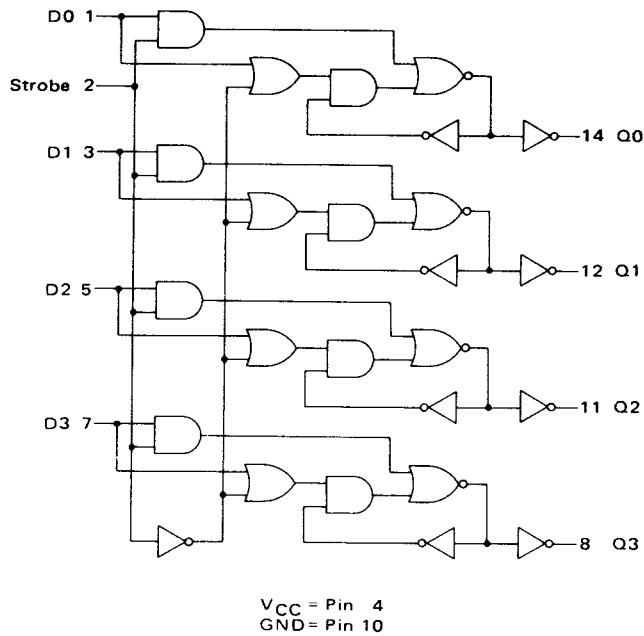 D0 1
Strobe 2
14 Q0
D1 3
12 Q1
D2 5
11 Q2
D3 7
8 Q3
VCC = Pin 4
GND = Pin 10